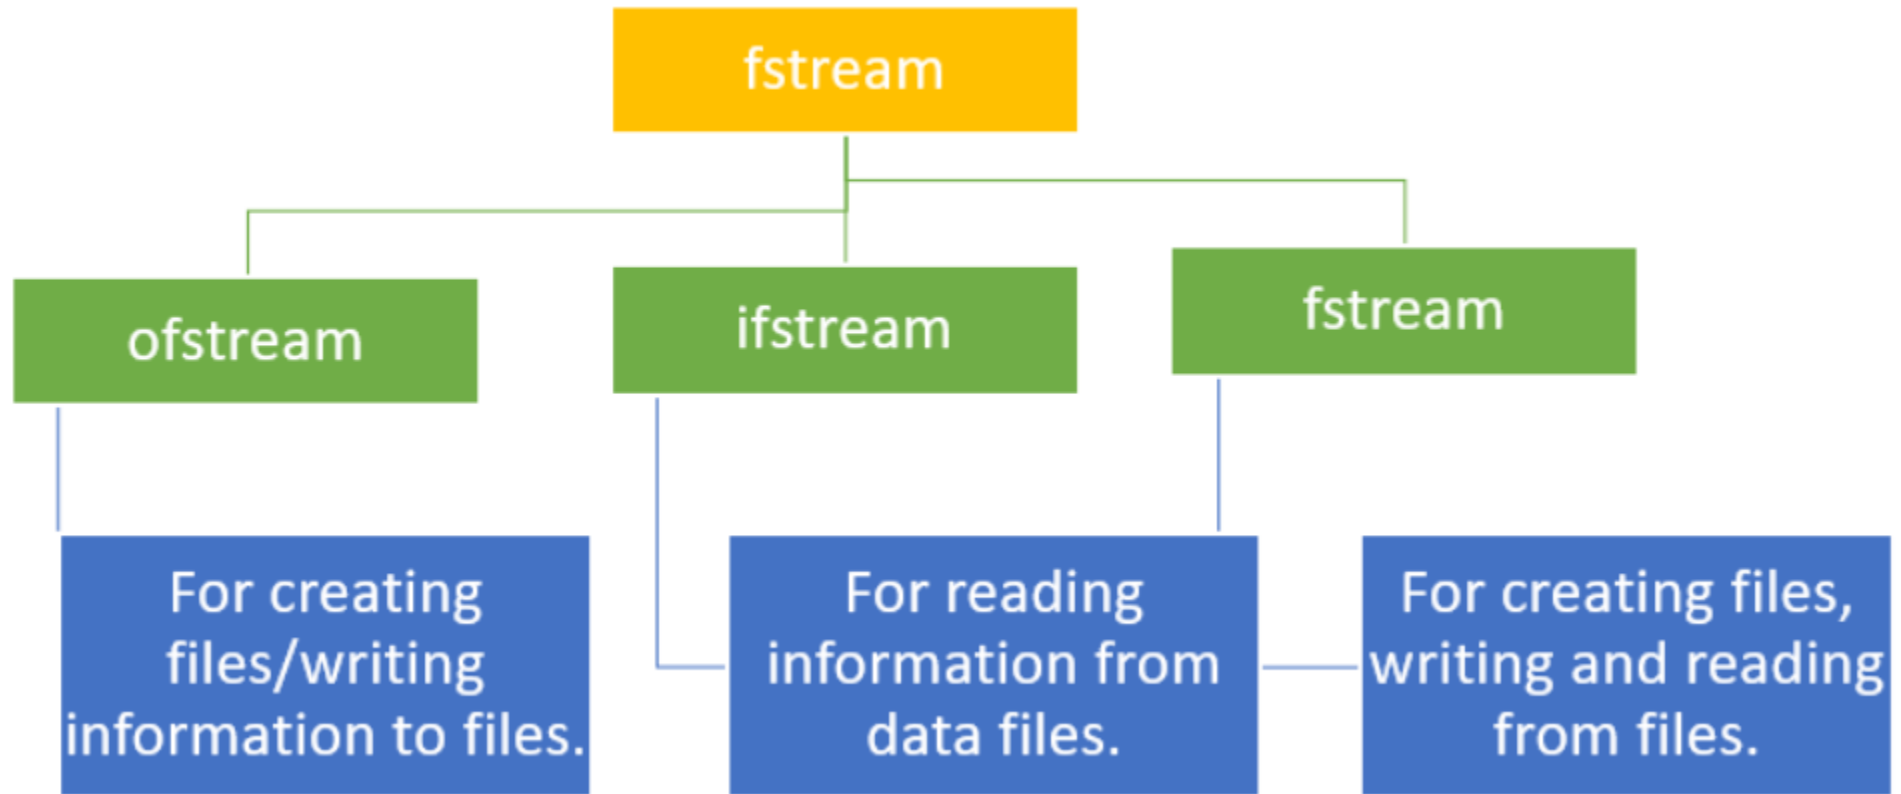 fstream
ofstream
ifstream
fstream
For creating
files/writing
information to files.
For reading
information from
data files.
For creating files,
writing and reading
from files.